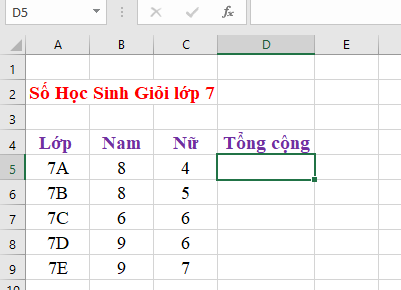 D5
fx
A B C D E
1
2 Số Học Sinh Giỏi lớp 7
3
4 Lớp Nam Nữ Tổng cộng
5 7A 8 4
6 7B 8 5
7 7C 6 6
8 7D 9 6
9 7E 9 7
10